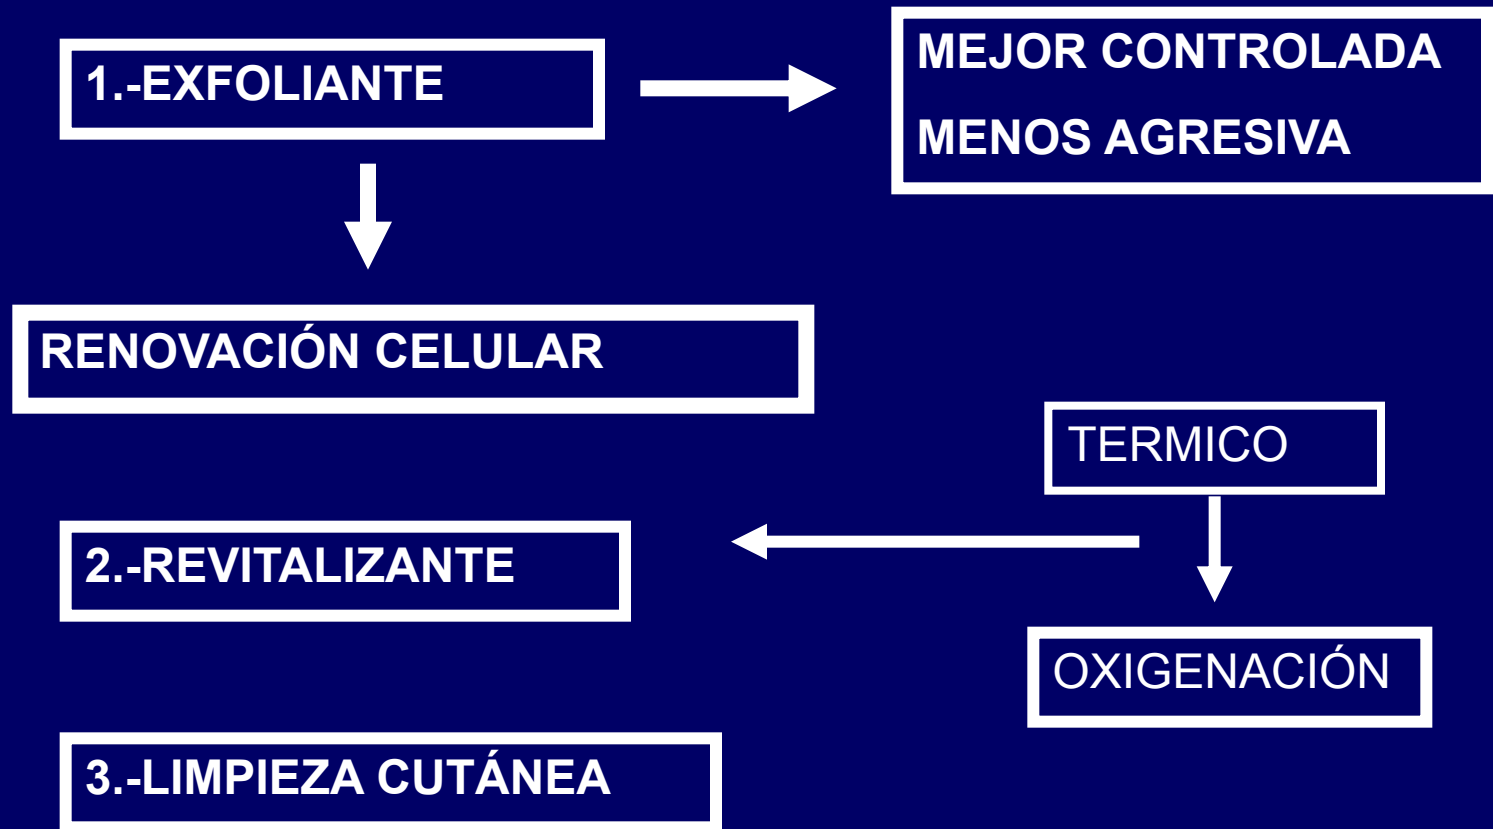 1.-EXFOLIANTE
MEJOR CONTROLADA
MENOS AGRESIVA
RENOVACIÓN CELULAR
TERMICO
2.-REVITALIZANTE
OXIGENACIÓN
3.-LIMPIEZA CUTÁNEA